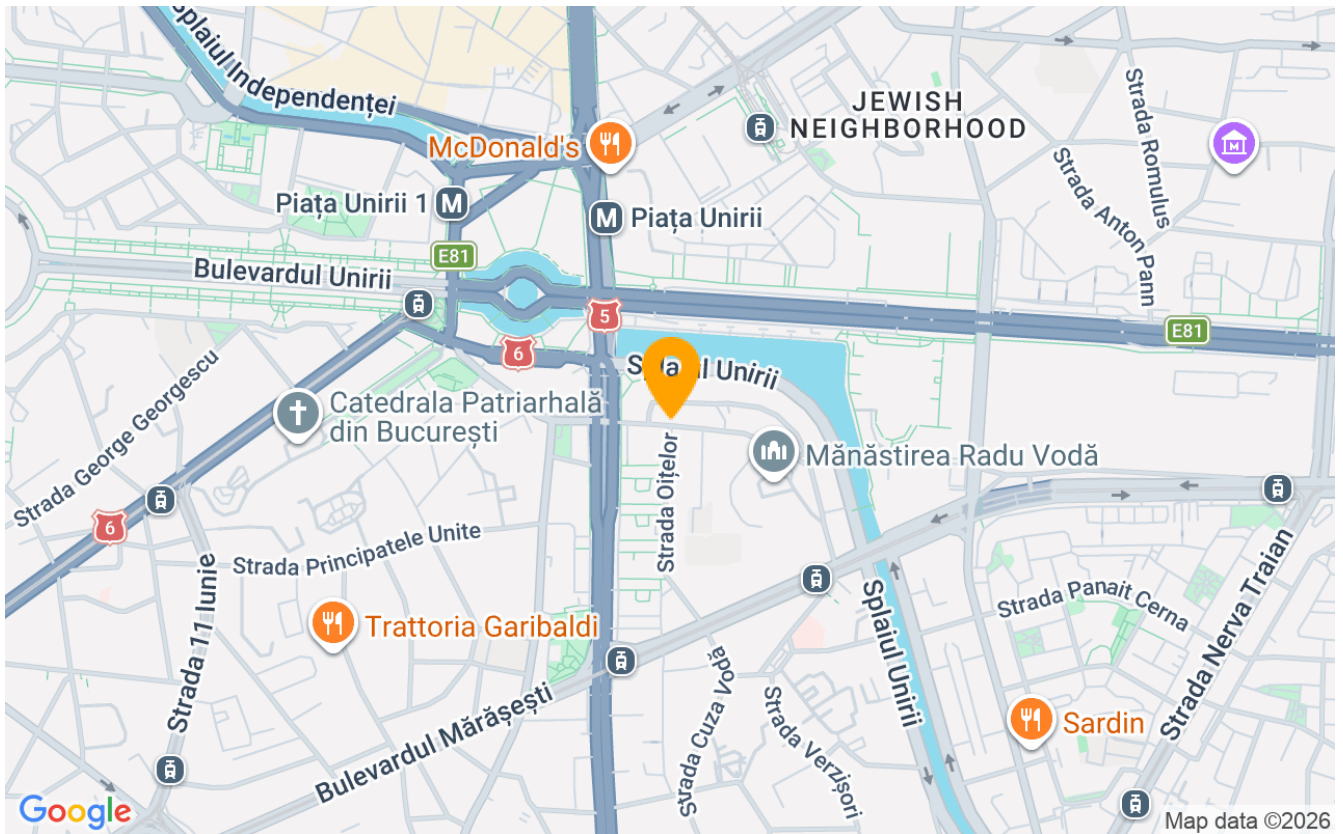 Splaiul Independenței
McDonald's
JEWISH
NEIGHBORHOOD
Strada Romulus
Strada Anton Pann
M
Piața Unirii 1
M
M
Piața Unirii
E81
Bulevardul Unirii
5
E81
6
Splaiul Unirii
Strada George Georgescu
Catedrala Patriarhală
din București
Mănăstirea Radu Vodă
Strada Oițelor
6
Strada Principatele Unite
Strada 11 Iunie
Trattoria Garibaldi
Splaiul Unirii
Strada Panait Cerna
Strada Nerva Traian
Bulevardul Mărășești
Strada Cuza Vodă
Strada Verzișori
Sardin
Google
Map data ©2026